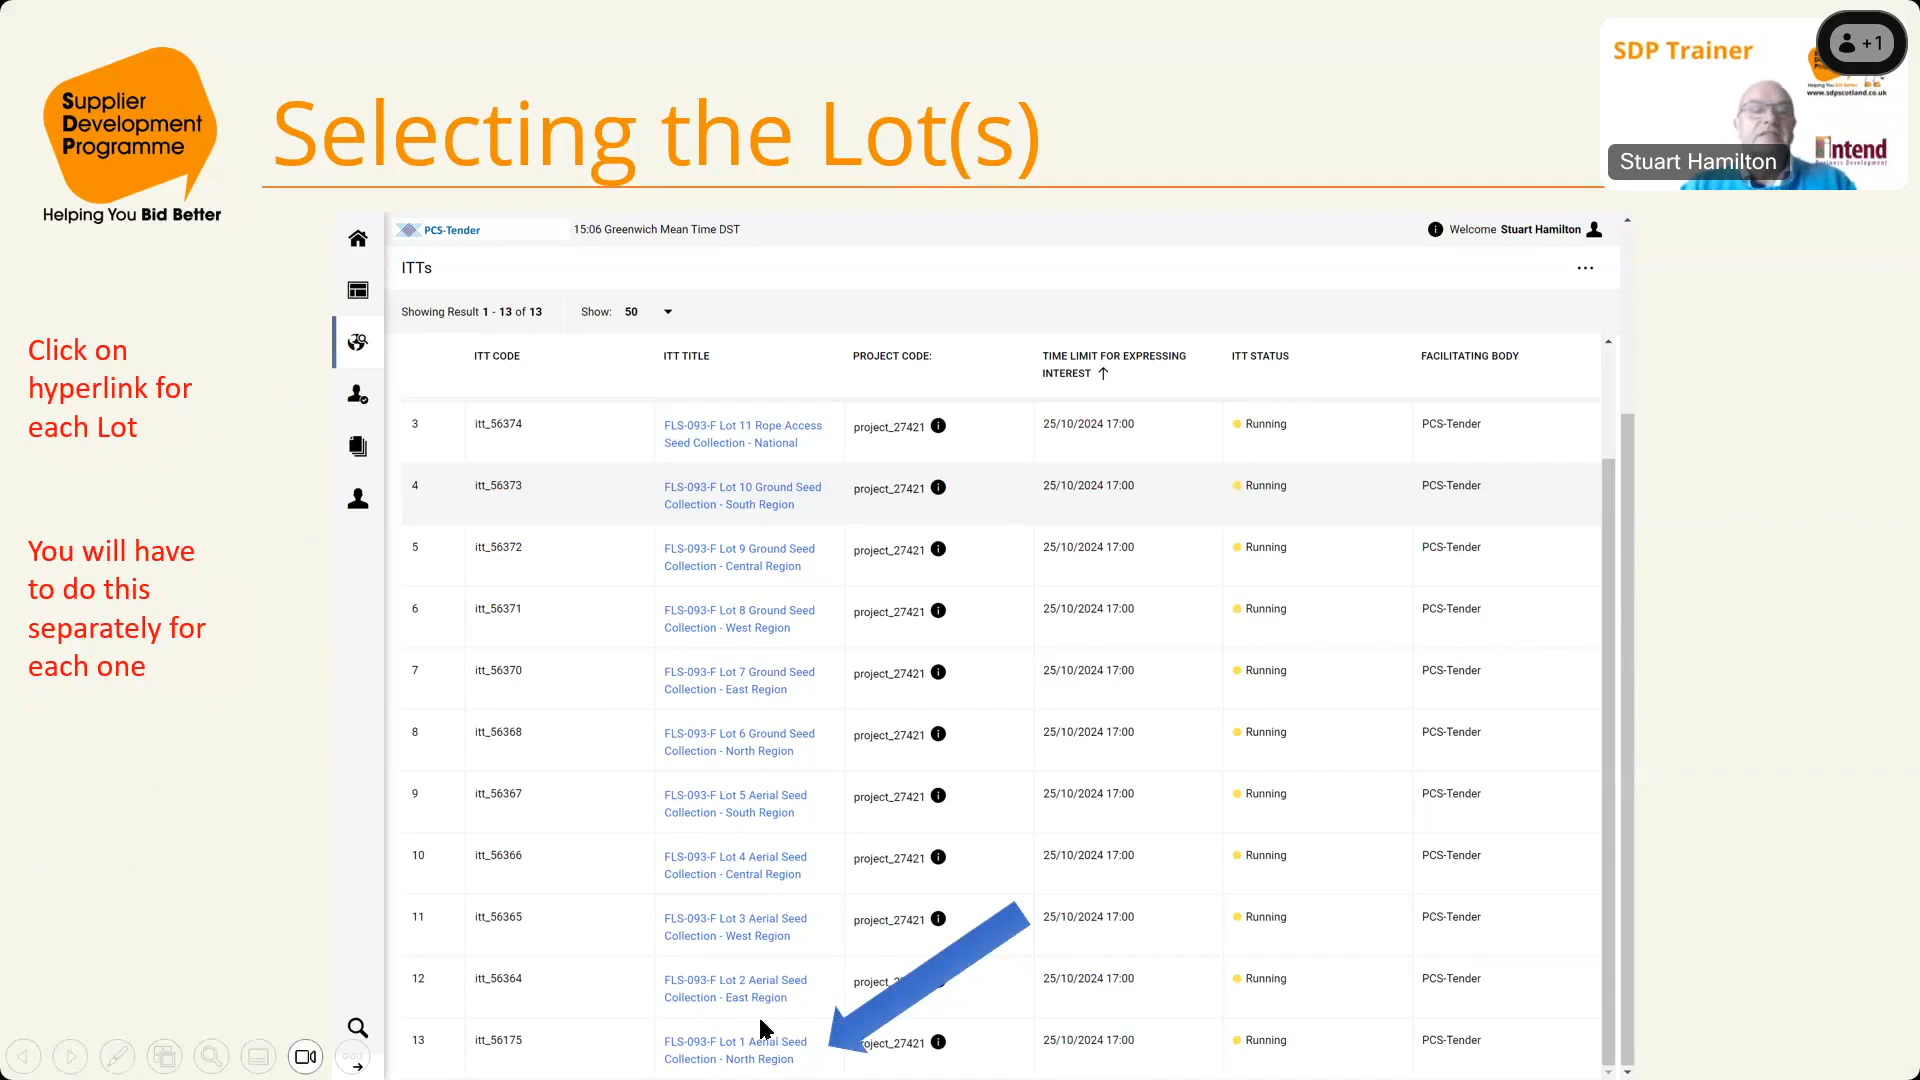 Supplier
Development
Programme
Helping You Bid Better
Selecting the Lot(s)
SDP Trainer
+1
Helping You Bid Better
www.sdpscotland.co.uk
Stuart Hamilton
intend
Business Development
Click on
hyperlink for
each Lot
You will have
to do this
separately for
each one
PCS-Tender
15:06 Greenwich Mean Time DST
Welcome Stuart Hamilton
ITTs
Showing Result 1 - 13 of 13
Show: 50
ITT CODE
ITT TITLE
PROJECT CODE:
TIME LIMIT FOR EXPRESSING
INTEREST
ITT STATUS
FACILITATING BODY
3 itt_56374 FLS-093-F Lot 11 Rope Access project_27421 25/10/2024 17:00 Running PCS-Tender
Seed Collection - National
4 itt_56373 FLS-093-F Lot 10 Ground Seed project_27421 25/10/2024 17:00 Running PCS-Tender
Collection - South Region
5 itt_56372 FLS-093-F Lot 9 Ground Seed project_27421 25/10/2024 17:00 Running PCS-Tender
Collection - Central Region
6 itt_56371 FLS-093-F Lot 8 Ground Seed project_27421 25/10/2024 17:00 Running PCS-Tender
Collection - West Region
7 itt_56370 FLS-093-F Lot 7 Ground Seed project_27421 25/10/2024 17:00 Running PCS-Tender
Collection - East Region
8 itt_56368 FLS-093-F Lot 6 Ground Seed project_27421 25/10/2024 17:00 Running PCS-Tender
Collection - North Region
9 itt_56367 FLS-093-F Lot 5 Aerial Seed project_27421 25/10/2024 17:00 Running PCS-Tender
Collection - South Region
10 itt_56366 FLS-093-F Lot 4 Aerial Seed project_27421 25/10/2024 17:00 Running PCS-Tender
Collection - Central Region
11 itt_56365 FLS-093-F Lot 3 Aerial Seed project_27421 25/10/2024 17:00 Running PCS-Tender
Collection - West Region
12 itt_56364 FLS-093-F Lot 2 Aerial Seed project_ 25/10/2024 17:00 Running PCS-Tender
Collection - East Region
13 itt_56175 FLS-093-F Lot 1 Aerial Seed oject_27421 25/10/2024 17:00 Running PCS-Tender
Collection - North Region